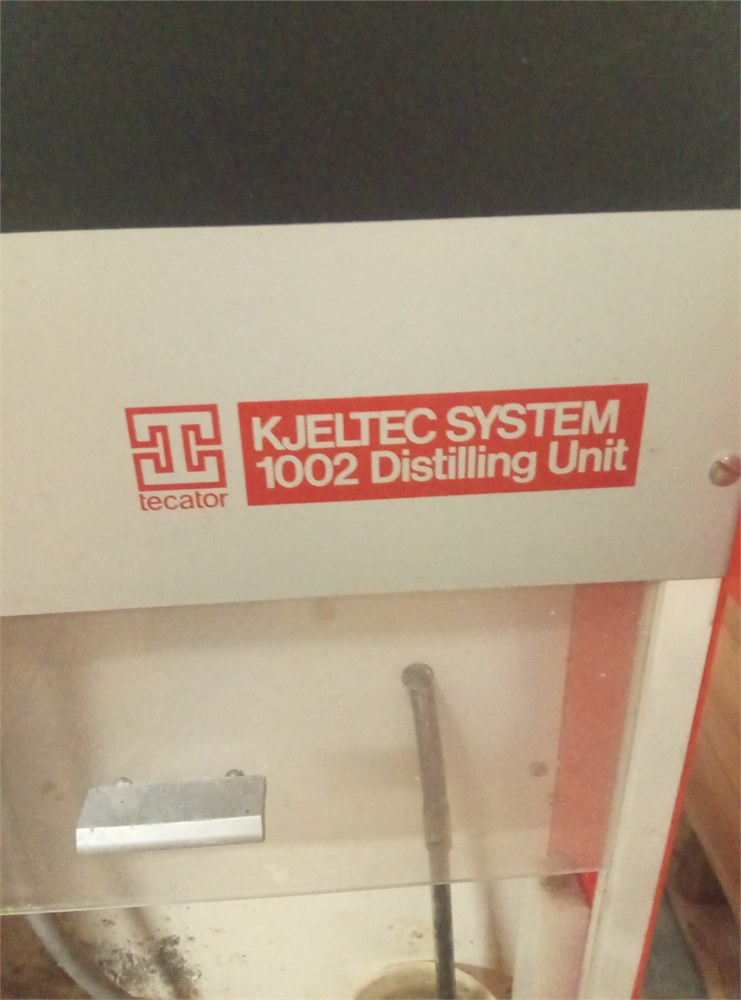 KJELTEC SYSTEM
1002 Distilling Unit
tecator